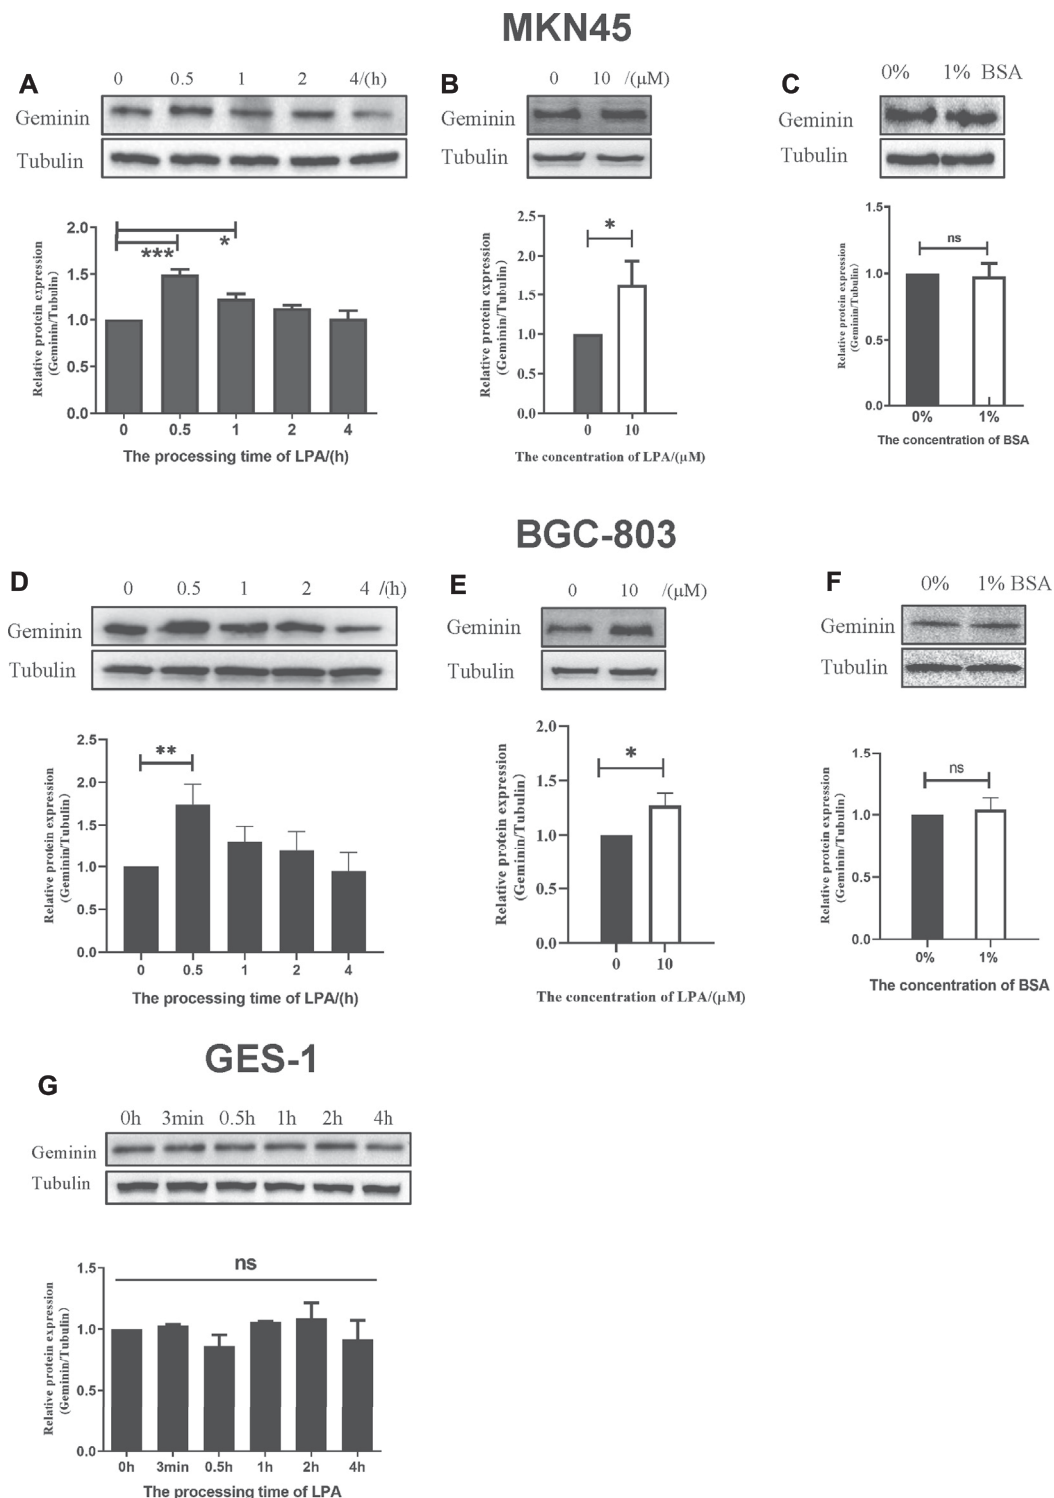 MKN45
A
0 0.5 1 2 4/(h)
Geminin
Tubulin
Relative protein expression
(Geminin/Tubulin)
2.0
1.5
1.0
0.5
0.0
*** *
0 0.5 1 2 4
The processing time of LPA/(h)
B
0 10 /(μM)
Geminin
Tubulin
Relative protein expression
(Geminin/Tubulin)
2.5
2.0
1.5
1.0
0.5
0.0
*
0 10
The concentration of LPA/(μM)
C
0% 1% BSA
Geminin
Tubulin
Relative protein expression
(Geminin/Tubulin)
1.5
1.0
0.5
0.0
ns
0% 1%
The concentration of BSA
BGC-803
D
0 0.5 1 2 4 /(h)
Geminin
Tubulin
Relative protein expression
(Geminin/Tubulin)
2.5
2.0
1.5
1.0
0.5
0.0
**
0 0.5 1 2 4
The processing time of LPA/(h)
E
0 10 /(μM)
Geminin
Tubulin
Relative protein expression
(Geminin/Tubulin)
2.0
1.5
1.0
0.5
0.0
*
0 10
The concentration of LPA/(μM)
F
0% 1% BSA
Geminin
Tubulin
Relative protein expression
(Geminin/Tubulin)
1.5
1.0
0.5
0.0
ns
0% 1%
The concentration of BSA
GES-1
G
0h 3min 0.5h 1h 2h 4h
Geminin
Tubulin
Relative protein expression
(Geminin/Tubulin)
1.5
1.0
0.5
0.0
ns
0h 3min 0.5h 1h 2h 4h
The processing time of LPA